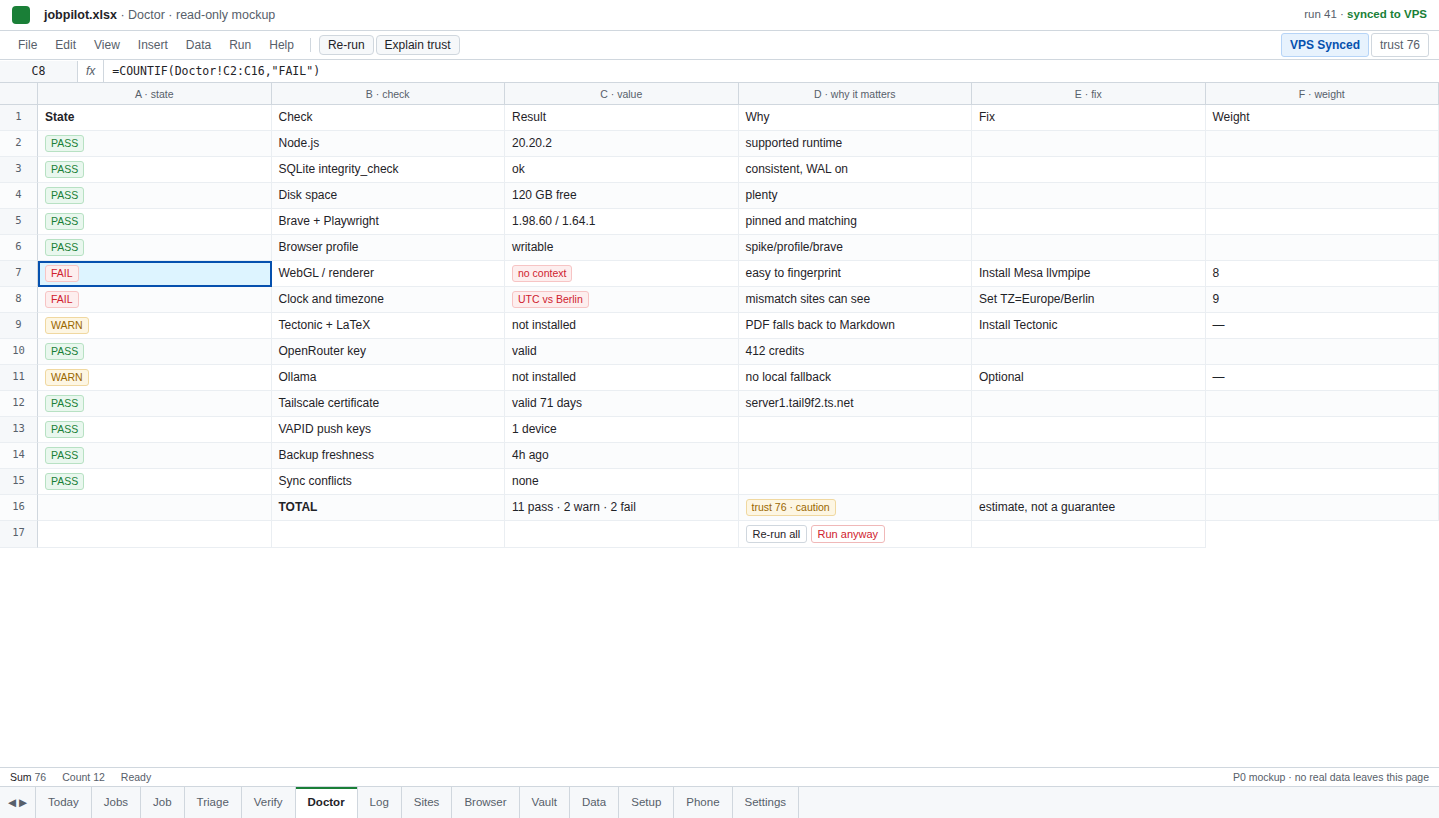 jobpilot.xlsx · Doctor · read-only mockup run 41 · synced to VPS
File Edit View Insert Data Run Help Re-run Explain trust VPS Synced trust 76
C8 fx =COUNTIF(Doctor!C2:C16,"FAIL")
A · state B · check C · value D · why it matters E · fix F · weight
1 State Check Result Why Fix Weight
2 PASS Node.js 20.20.2 supported runtime
3 PASS SQLite integrity_check ok consistent, WAL on
4 PASS Disk space 120 GB free plenty
5 PASS Brave + Playwright 1.98.60 / 1.64.1 pinned and matching
6 PASS Browser profile writable spike/profile/brave
7 FAIL WebGL / renderer no context easy to fingerprint Install Mesa llvmpipe 8
8 FAIL Clock and timezone UTC vs Berlin mismatch sites can see Set TZ=Europe/Berlin 9
9 WARN Tectonic + LaTeX not installed PDF falls back to Markdown Install Tectonic —
10 PASS OpenRouter key valid 412 credits
11 WARN Ollama not installed no local fallback Optional —
12 PASS Tailscale certificate valid 71 days server1.tail9f2.ts.net
13 PASS VAPID push keys 1 device
14 PASS Backup freshness 4h ago
15 PASS Sync conflicts none
16 TOTAL 11 pass · 2 warn · 2 fail trust 76 · caution estimate, not a guarantee
17 Re-run all Run anyway
Sum 76 Count 12 Ready P0 mockup · no real data leaves this page
◀ ▶ Today Jobs Job Triage Verify Doctor Log Sites Browser Vault Data Setup Phone Settings